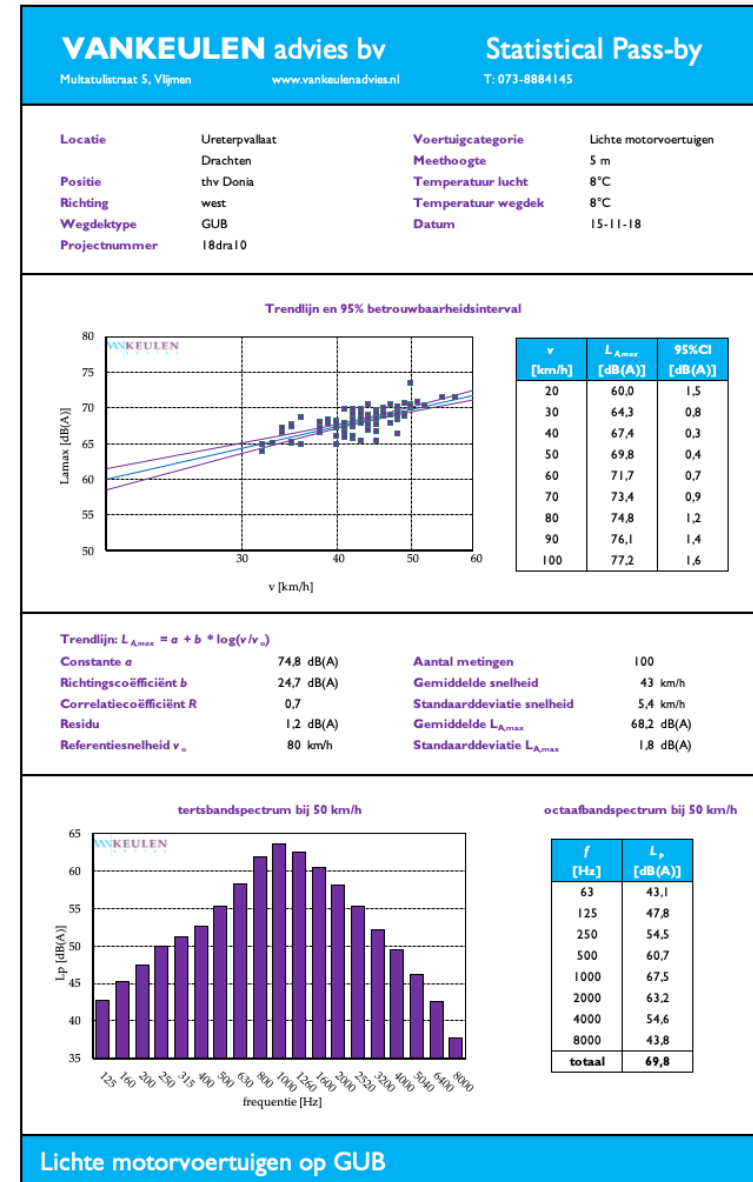 VANKEULEN advies bv Statistical Pass-by
Multatulistraat 5, Vlijmen www.vankeulenadvies.nl T: 073-8884145
Locatie Ureterpvallaat Voertuigcategorie Lichte motorvoertuigen
Drachten Meethoogte 5 m
Positie thv Donia Temperatuur lucht 8°C
Richting west Temperatuur wegdek 8°C
Wegdektype GUB Datum 15-11-18
Projectnummer 18dra10
Trendlijn en 95% betrouwbaarheidsinterval
VANKEULEN
80
75
70
65
60
55
50
Lamax [dB(A)]
30 40 50 60
v [km/h]
v L A,max 95%CI
[km/h] [dB(A)] [dB(A)]
20 60,0 1,5
30 64,3 0,8
40 67,4 0,3
50 69,8 0,4
60 71,7 0,7
70 73,4 0,9
80 74,8 1,2
90 76,1 1,4
100 77,2 1,6
Trendlijn: L A,max = a + b * log(v/v o)
Constante a 74,8 dB(A) Aantal metingen 100
Richtingscoëfficiënt b 24,7 dB(A) Gemiddelde snelheid 43 km/h
Correlatiecoëfficiënt R 0,7 Standaarddeviatie snelheid 5,4 km/h
Residu 1,2 dB(A) Gemiddelde LA,max 68,2 dB(A)
Referentiesnelheid v o 80 km/h Standaarddeviatie LA,max 1,8 dB(A)
tertsbandspectrum bij 50 km/h
VANKEULEN
65
60
55
50
45
40
35
Lp [dB(A)]
125 160 200 250 315 400 500 630 800 1000 1260 1600 2000 2520 3200 4000 5040 6400 8000
frequentie [Hz]
octaafbandspectrum bij 50 km/h
f L p
[Hz] [dB(A)]
63 43,1
125 47,8
250 54,5
500 60,7
1000 67,5
2000 63,2
4000 54,6
8000 43,8
totaal 69,8
Lichte motorvoertuigen op GUB